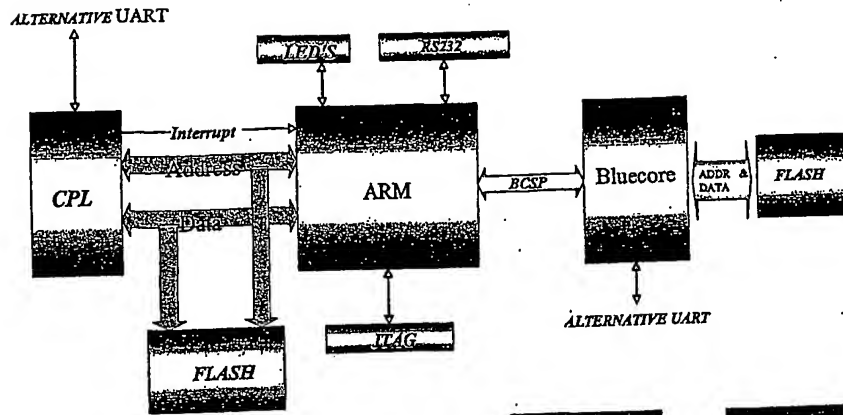 ALTERNATIVE UART
LED'S
RS232
Interrupt
Address
CPL
ARM
BCSP
Bluecore
ADDR &
DATA
FLASH
Data
ALTERNATIVE UART
JTAG
FLASH